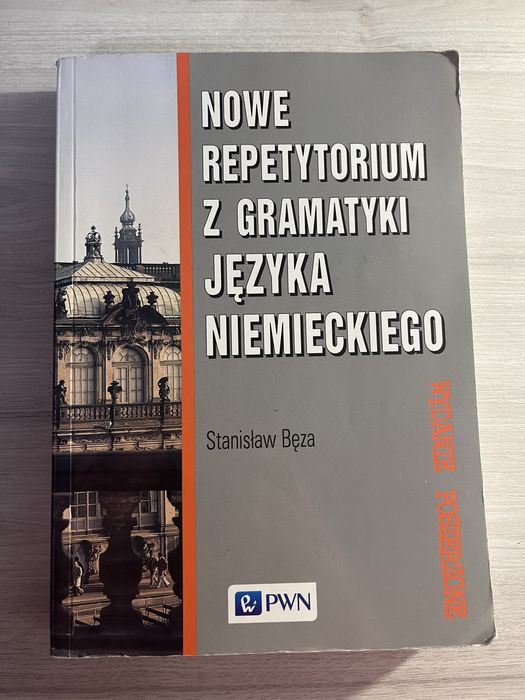 NOWE
REPETYTORIUM
Z GRAMATYKI
JĘZYKA
NIEMIECKIEGO
Stanisław Bęza
WYDANIE POSZERZONE
PWN